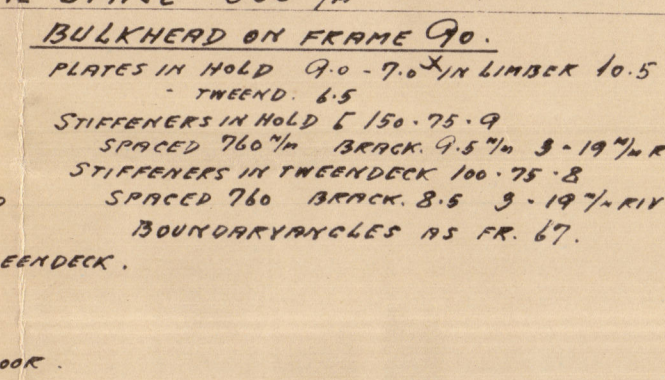 BULKHEAD ON FRAME 90.
PLATES IN HOLD 9.0 - 7.0 X/IN LIMBER 10.5
" TWEEND. 6.5
STIFFENERS IN HOLD [ 150.75.9
SPACED 760 m/m BRACK. 9.5 m/m 3 - 19 m/m R
STIFFENERS IN TWEENDECK 100.75.8
SPACED 760 BRACK. 8.5 3 - 19 m/m RIV
BOUNDARYANGLES AS FR. 67.
EENDECK.
OOR.